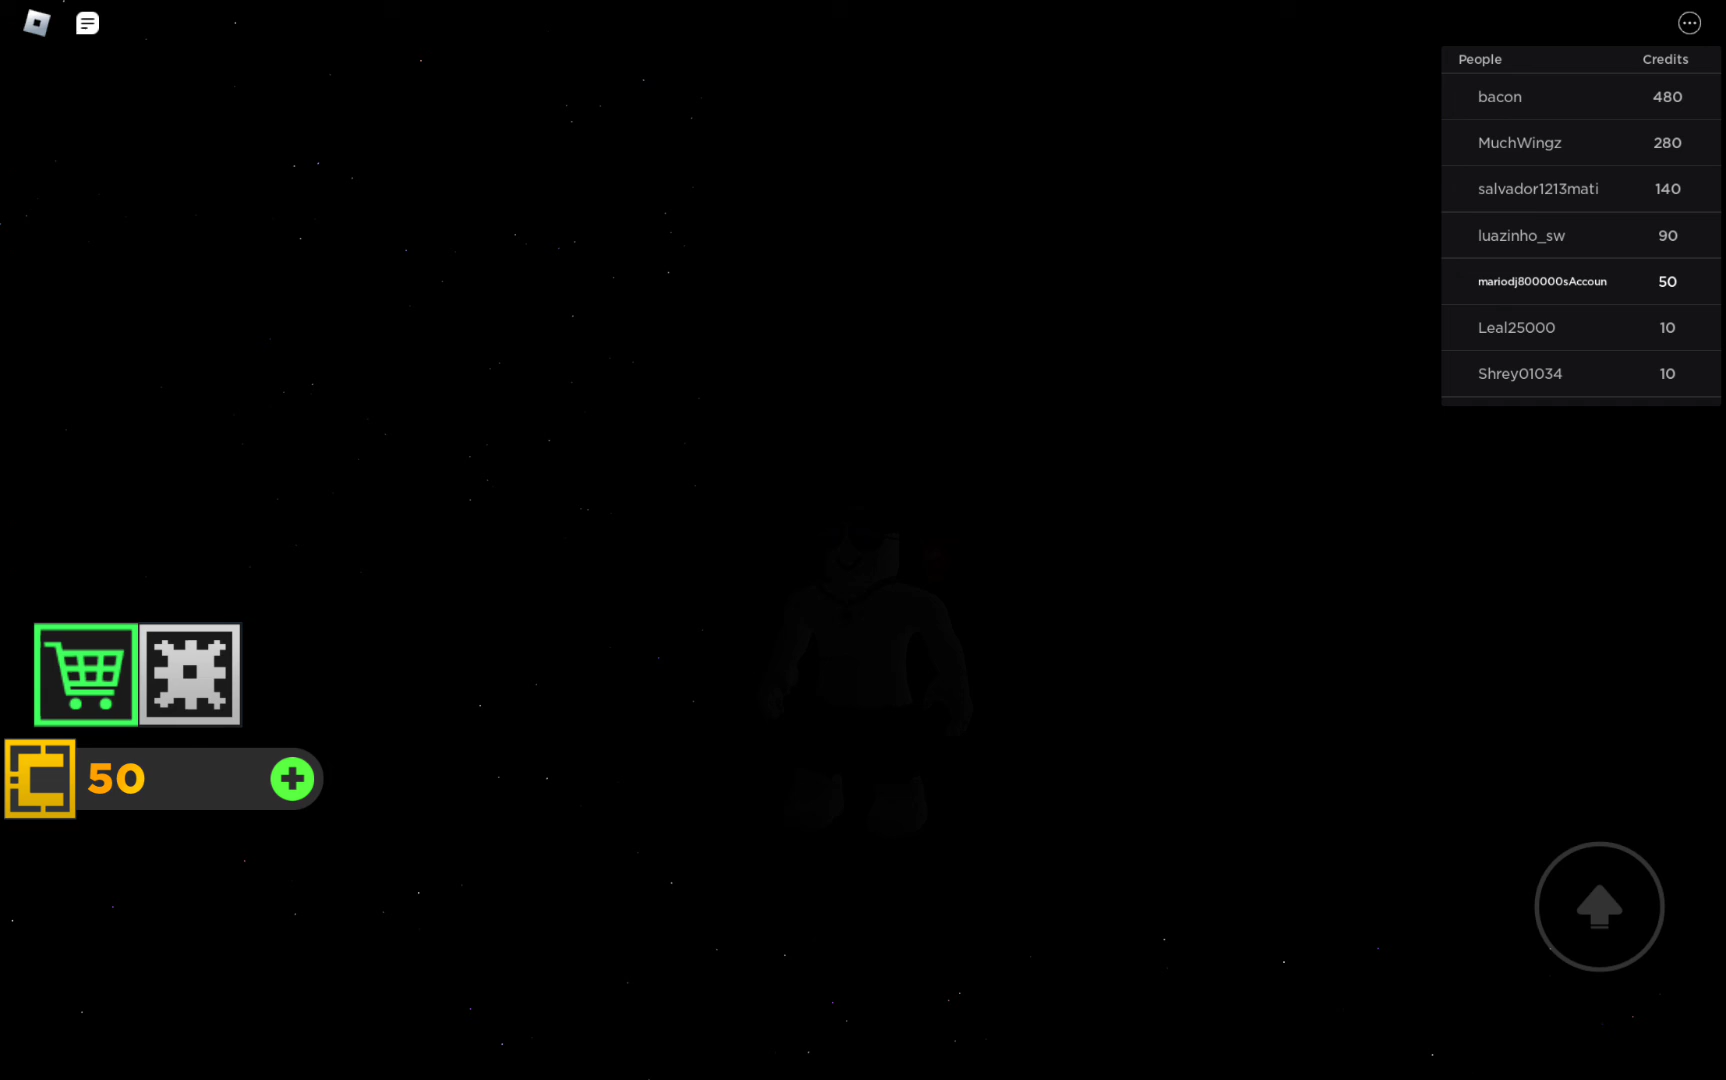 People Credits
bacon 480
MuchWingz 280
salvador1213mati 140
luazinho_sw 90
mariodj800000sAccoun 50
Leal25000 10
Shrey01034 10
50